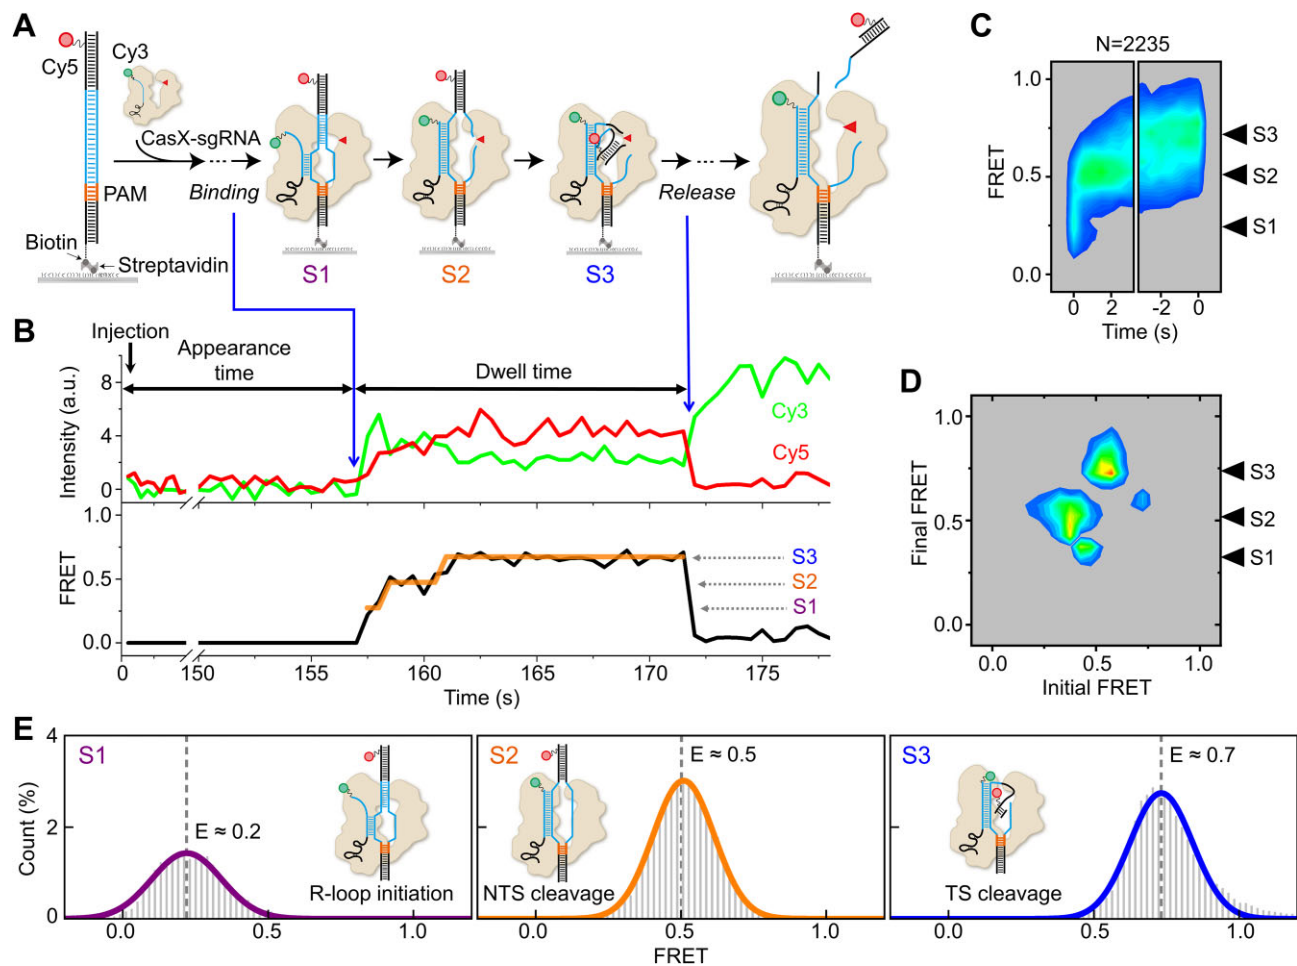 A
Cy5
Cy3
CasX-sgRNA
Binding
PAM
Biotin
Streptavidin
S1
S2
S3
Release
C
N=2235
FRET
1.0
0.5
0.0
0 2 -2 0
Time (s)
S3
S2
S1
B
Injection
Appearance
time
Dwell time
Intensity (a.u.)
8
4
0
Cy3
Cy5
FRET
1.0
0.5
0.0
S3
S2
S1
0 150 155 160 165 170 175
Time (s)
D
Final FRET
1.0
0.5
0.0
0.0 0.5 1.0
Initial FRET
S3
S2
S1
E
Count (%)
4
2
0
S1
E ≈ 0.2
R-loop initiation
0.0 0.5 1.0
S2
E ≈ 0.5
NTS cleavage
0.0 0.5 1.0
FRET
S3
E ≈ 0.7
TS cleavage
0.0 0.5 1.0